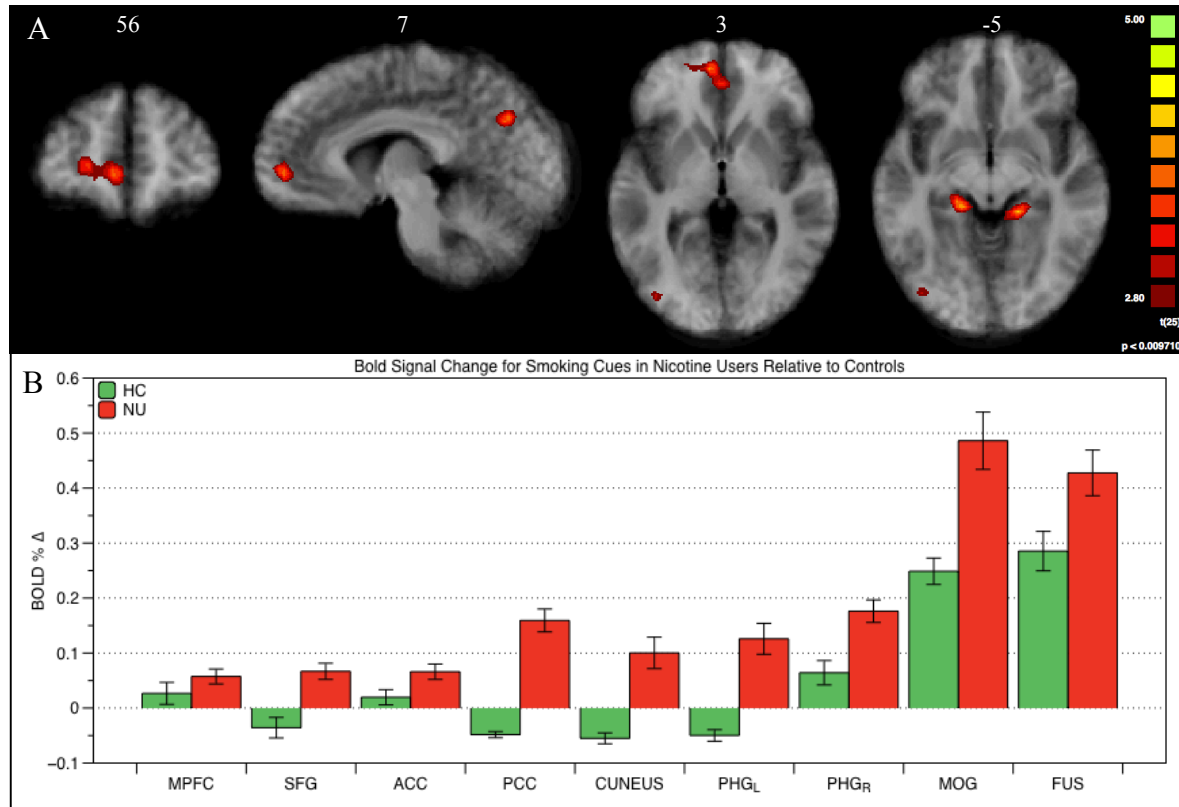 A
56
7
3
-5
5.00
2.80
t(25)
p < 0.009710
B
Bold Signal Change for Smoking Cues in Nicotine Users Relative to Controls
HC
NU
BOLD % Δ
0.6
0.5
0.4
0.3
0.2
0.1
0
−0.1
MPFC SFG ACC PCC CUNEUS PHGL PHGR MOG FUS